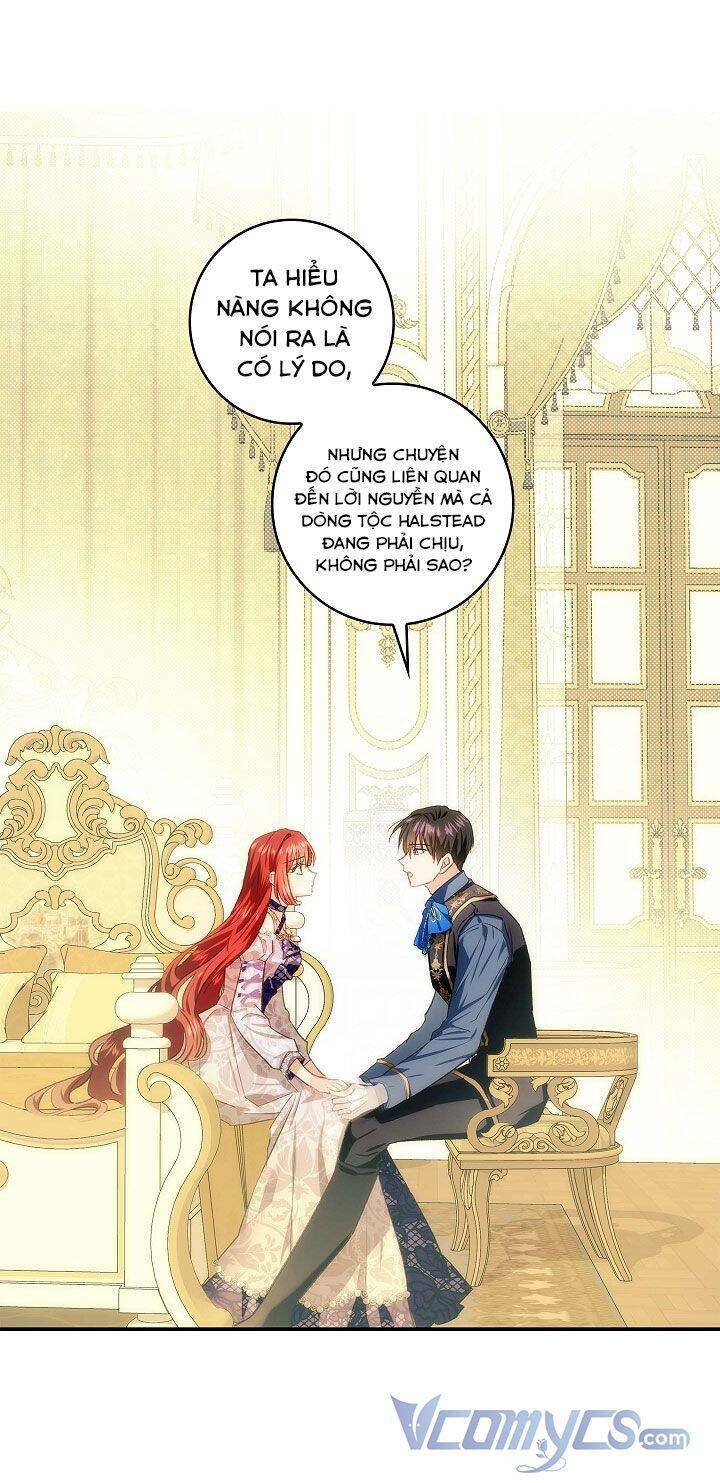 TA HIỂU
NÀNG KHÔNG
NÓI RA LÀ
CÓ LÝ DO,
NHƯNG CHUYỆN
ĐÓ CŨNG LIÊN QUAN
ĐẾN LỜI NGUYỀN MÀ CẢ
DÒNG TỘC HALSTEAD
ĐANG PHẢI CHỊU,
KHÔNG PHẢI SAO?
VCOMYCS.com